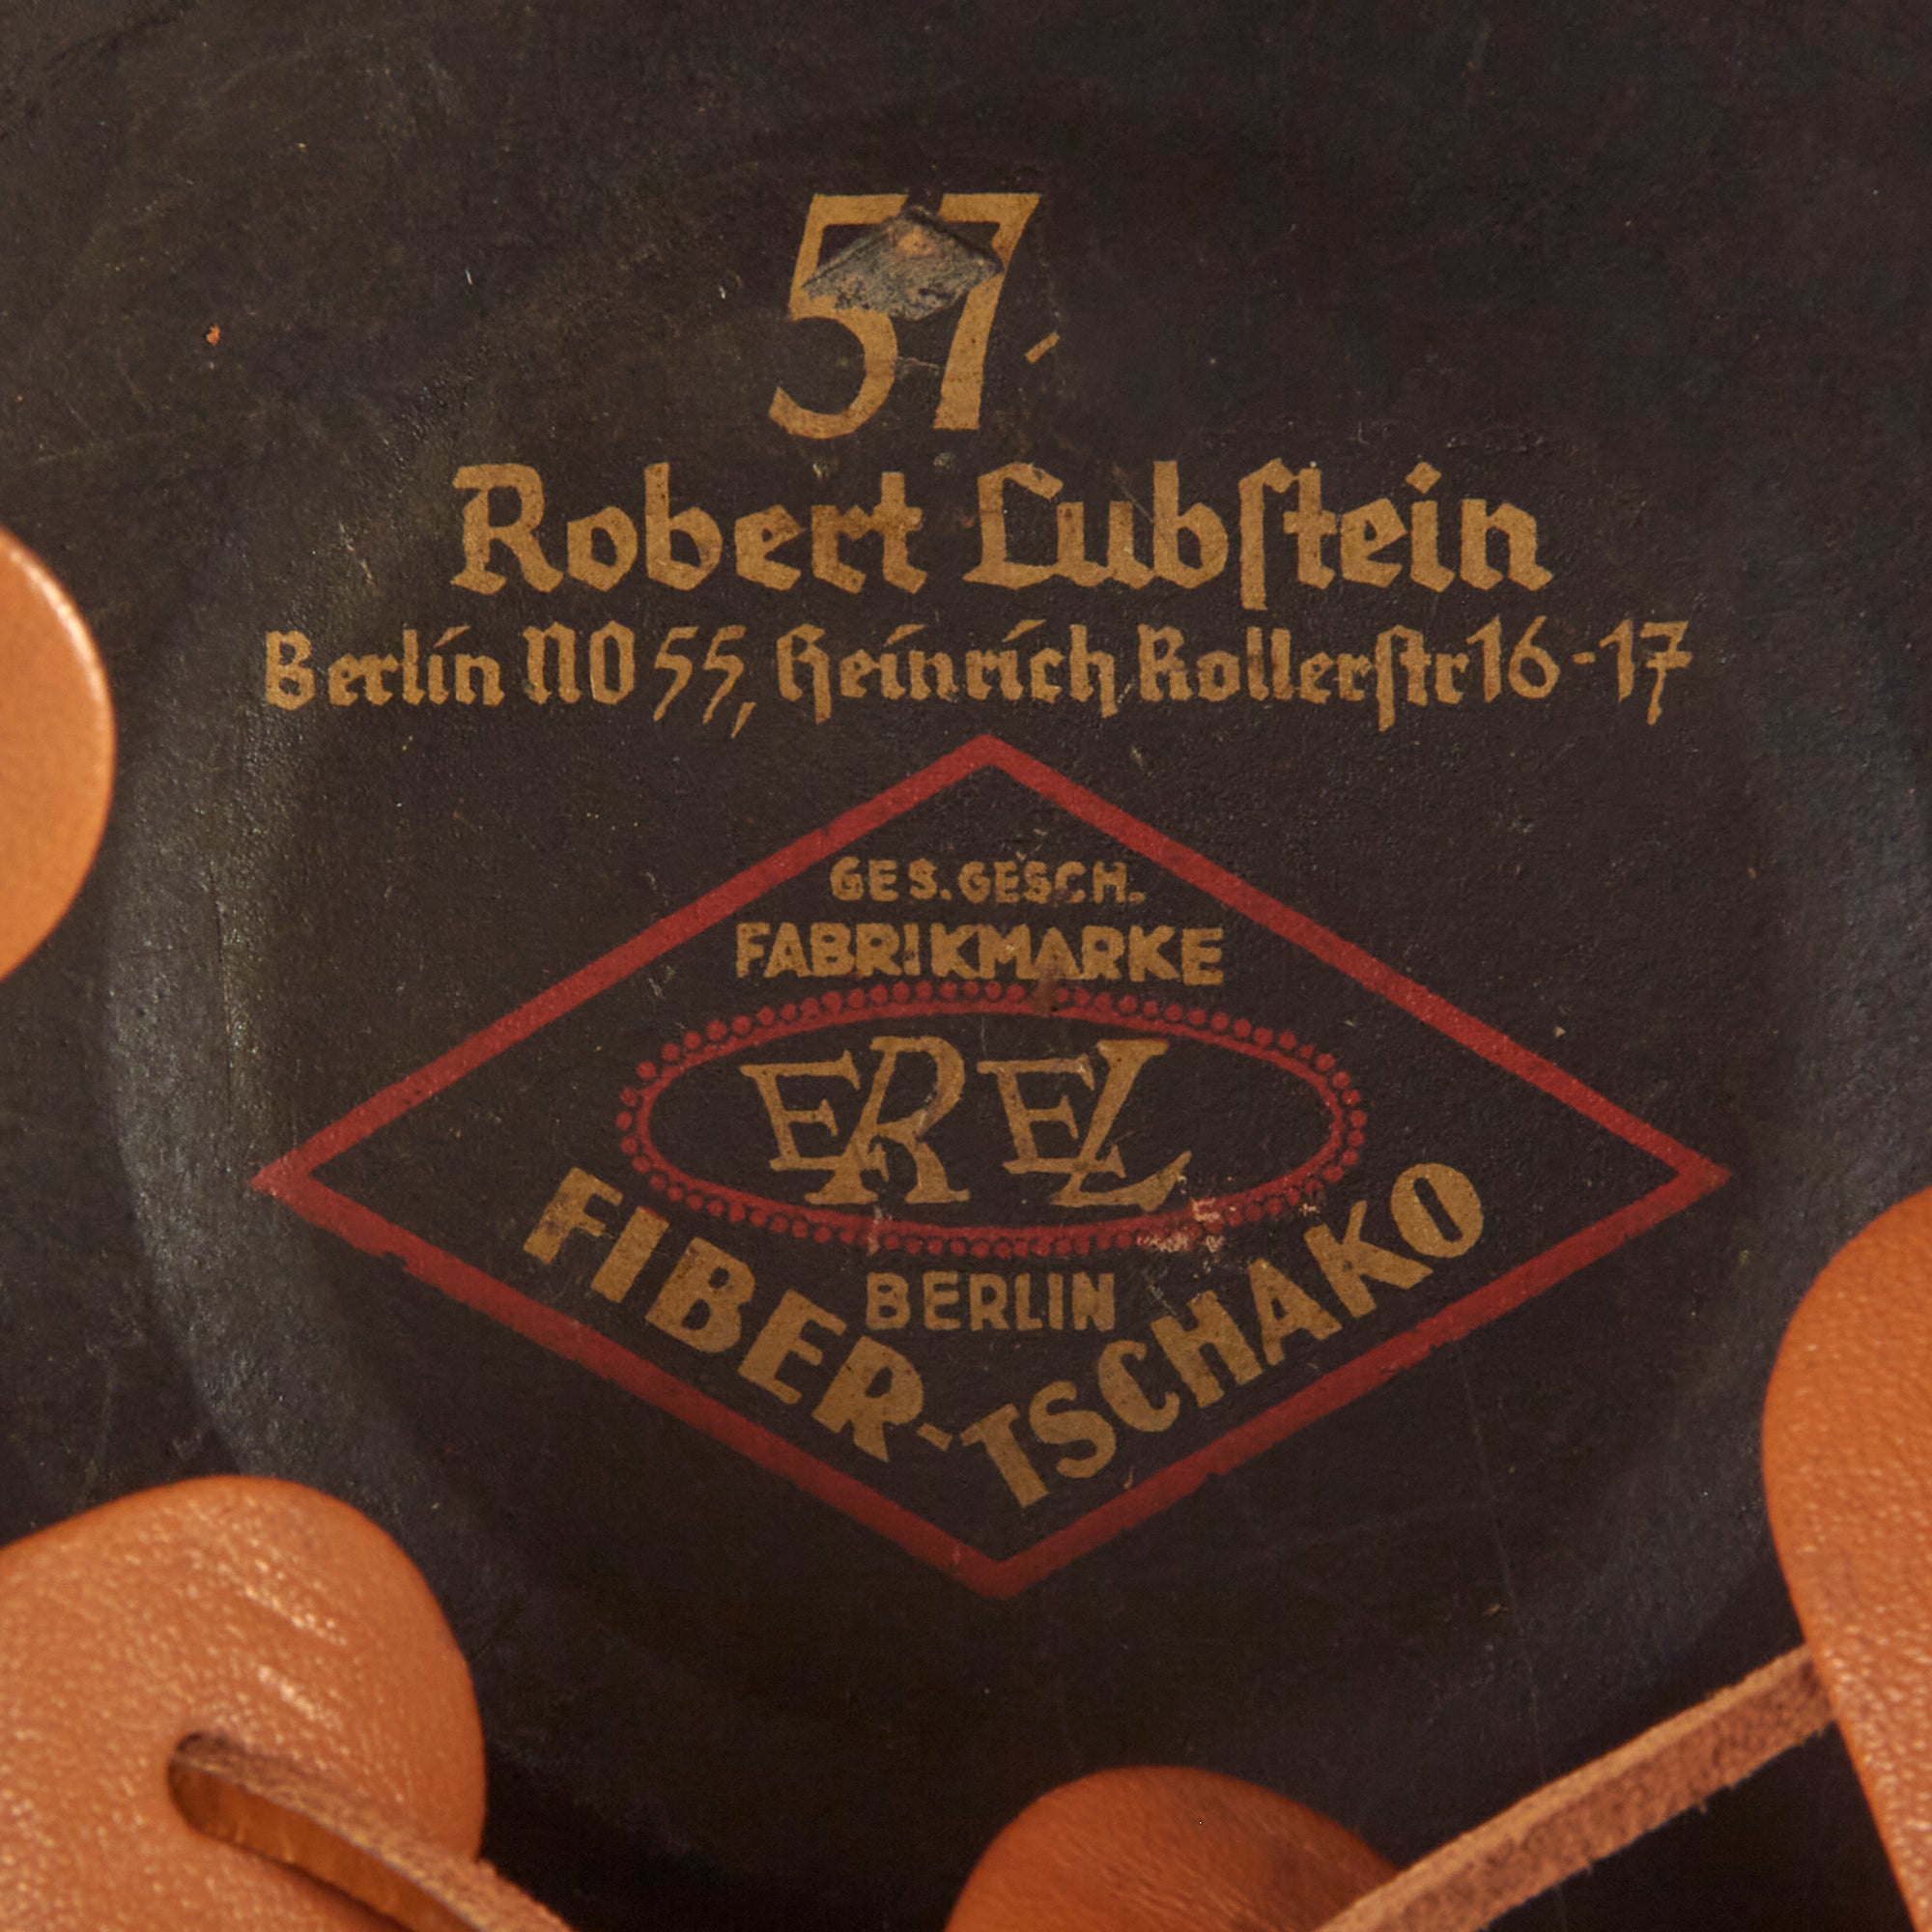 57
Robert Lubſtein
Berlin NO 55, Heinrich Rollerſtr 16-17
GES. GESCH.
FABRIKMARKE
EREL
BERLIN
FIBER-TSCHAKO